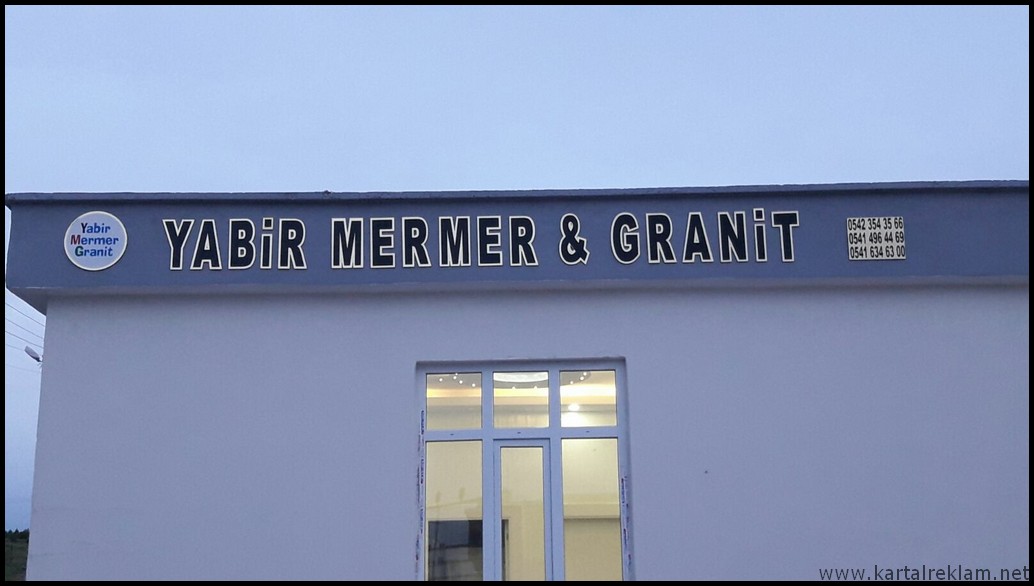 Yabir
Mermer
Granit
YABiR MERMER & GRANiT
0542 354 35 66
0541 496 44 69
0541 634 63 00
www.kartalreklam.net